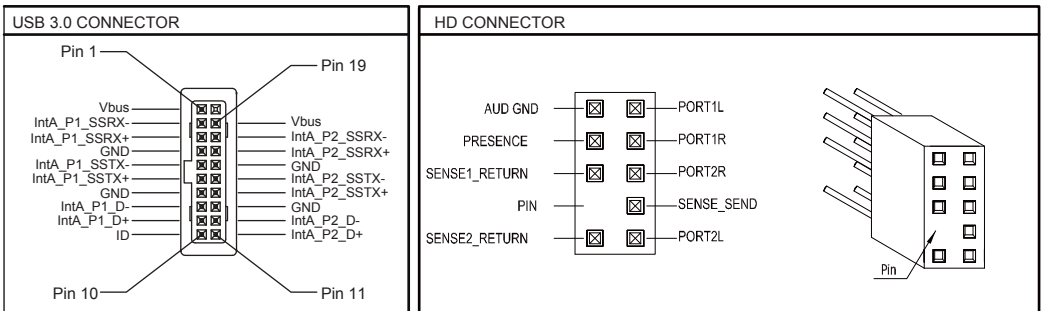 USB 3.0 CONNECTOR
Pin 1
Pin 19
Vbus
IntA_P1_SSRX-
IntA_P1_SSRX+
GND
IntA_P1_SSTX-
IntA_P1_SSTX+
GND
IntA_P1_D-
IntA_P1_D+
ID
Vbus
IntA_P2_SSRX-
IntA_P2_SSRX+
GND
IntA_P2_SSTX-
IntA_P2_SSTX+
GND
IntA_P2_D-
IntA_P2_D+
Pin 10
Pin 11
HD CONNECTOR
AUD GND
PRESENCE
SENSE1_RETURN
PIN
SENSE2_RETURN
PORT1L
PORT1R
PORT2R
SENSE_SEND
PORT2L
Pin